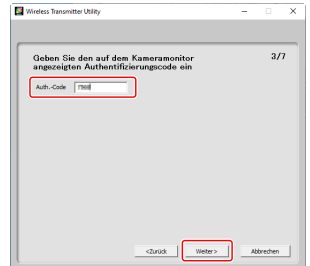 Wireless Transmitter Utility
Geben Sie den auf dem Kameramonitor
angezeigten Authentifizierungscode ein
3/7
Auth.-Code
<Zurück
Weiter>
Abbrechen